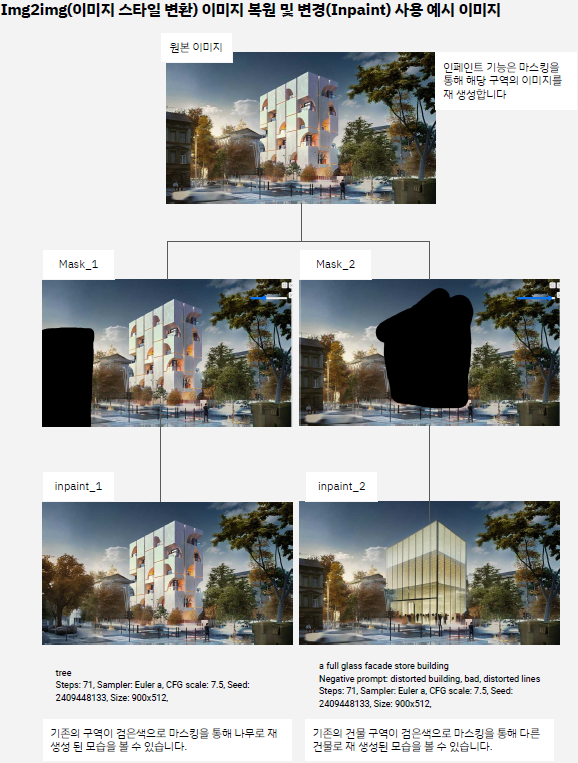 Img2img(이미지 스타일 변환) 이미지 복원 및 변경(Inpaint) 사용 예시 이미지
원본 이미지
인페인트 기능은 마스킹을
통해 해당 구역의 이미지를
재 생성합니다
Mask_1
Mask_2
inpaint_1
inpaint_2
tree
Steps: 71, Sampler: Euler a, CFG scale: 7.5, Seed:
2409448133, Size: 900x512,
a full glass facade store building
Negative prompt: distorted building, bad, distorted lines
Steps: 71, Sampler: Euler a, CFG scale: 7.5, Seed:
2409448133, Size: 900x512,
기존의 구역이 검은색으로 마스킹을 통해 나무로 재
생성 된 모습을 볼 수 있습니다.
기존의 건물 구역이 검은색으로 마스킹을 통해 다른
건물로 재 생성된 모습을 볼 수 있습니다.